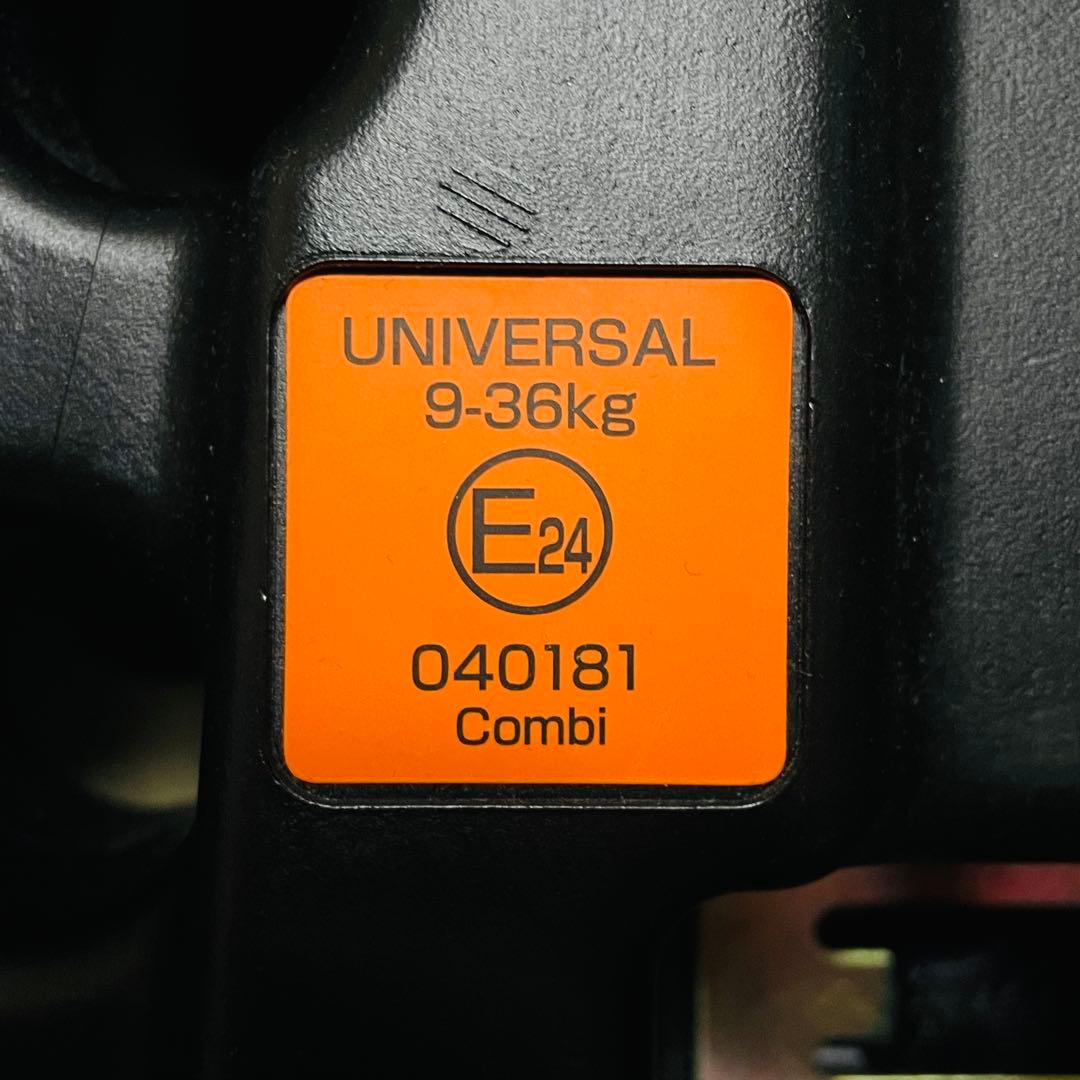 UNIVERSAL
9-36kg
E24
040181
Combi